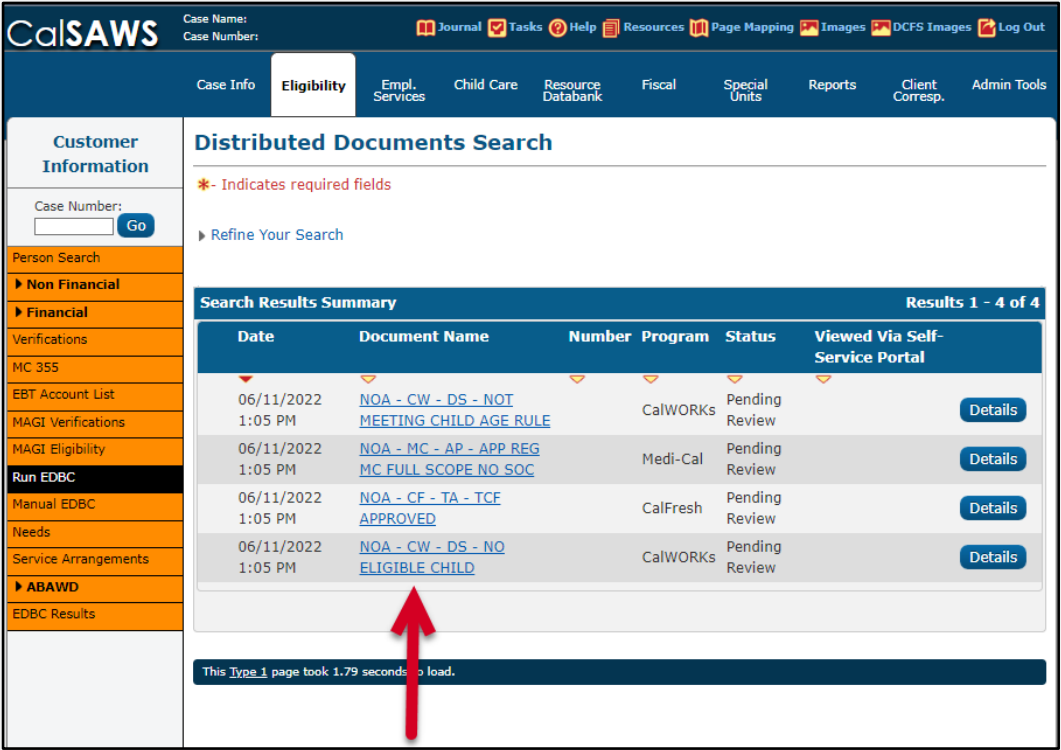 CalSAWS
Case Name:
Case Number:
Journal Tasks Help Resources Page Mapping Images DCFS Images Log Out
Case Info Eligibility Empl. Services Child Care Resource Databank Fiscal Special Units Reports Client Corresp. Admin Tools
Customer
Information
Case Number:
Go
Person Search
Non Financial
Financial
Verifications
MC 355
EBT Account List
MAGI Verifications
MAGI Eligibility
Run EDBC
Manual EDBC
Needs
Service Arrangements
ABAWD
EDBC Results
Distributed Documents Search
*- Indicates required fields
Refine Your Search
Search Results Summary Results 1 - 4 of 4
Date Document Name Number Program Status Viewed Via Self-
Service Portal
06/11/2022 NOA - CW - DS - NOT CalWORKs Pending Details
1:05 PM MEETING CHILD AGE RULE Review
06/11/2022 NOA - MC - AP - APP REG Medi-Cal Pending Details
1:05 PM MC FULL SCOPE NO SOC Review
06/11/2022 NOA - CF - TA - TCF CalFresh Pending Details
1:05 PM APPROVED Review
06/11/2022 NOA - CW - DS - NO CalWORKs Pending Details
1:05 PM ELIGIBLE CHILD Review
This Type 1 page took 1.79 seconds to load.